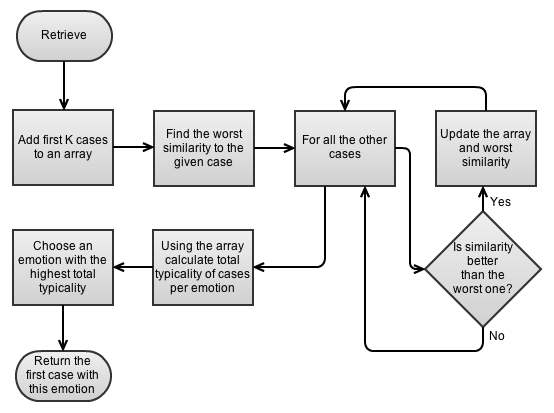 Retrieve
Add first K cases
to an array
Find the worst
similarity to the
given case
For all the other
cases
Update the array
and worst
similarity
Yes
Is similarity
better
than the
worst one?
No
Using the array
calculate total
typicality of cases
per emotion
Choose an
emotion with the
highest total
typicality
Return the
first case with
this emotion